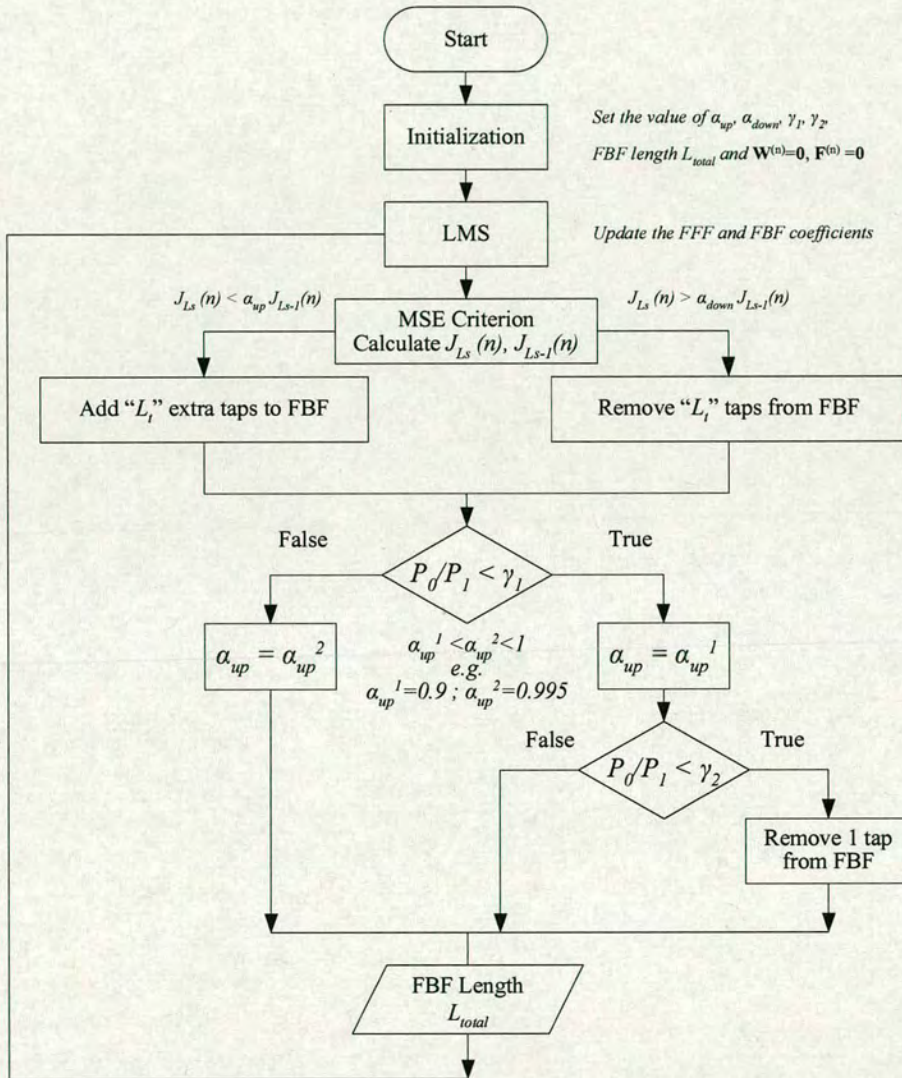 Start
Initialization
Set the value of α_up, α_down, γ_1, γ_2,
FBF length L_total and W^(n)=0, F^(n) =0
LMS
Update the FFF and FBF coefficients
J_Ls (n) < α_up J_Ls-1(n)
J_Ls (n) > α_down J_Ls-1(n)
MSE Criterion
Calculate J_Ls (n), J_Ls-1(n)
Add “L_t” extra taps to FBF
Remove “L_t” taps from FBF
False
True
P_0/P_1 < γ_1
α_up = α_up^2
α_up^1 <α_up^2<1
e.g.
α_up^1=0.9 ; α_up^2=0.995
α_up = α_up^1
False
True
P_0/P_1 < γ_2
Remove 1 tap
from FBF
FBF Length
L_total